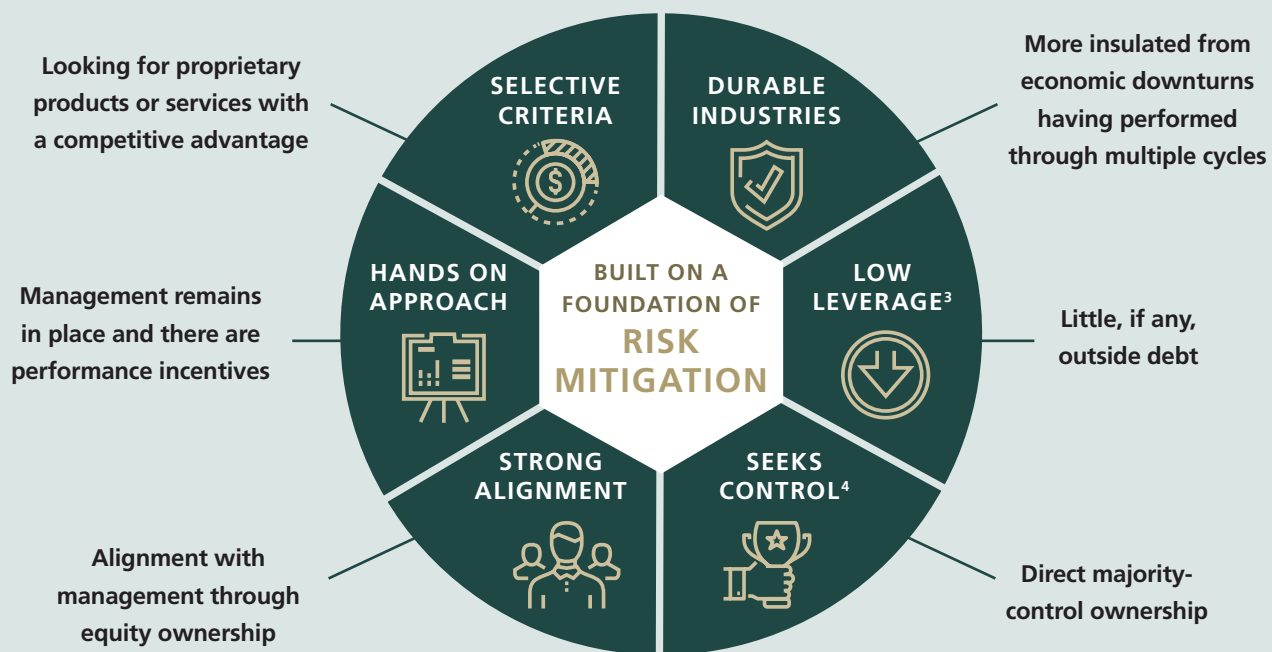 Looking for proprietary
products or services with
a competitive advantage
SELECTIVE
CRITERIA
$
DURABLE
INDUSTRIES
More insulated from
economic downturns
having performed
through multiple cycles
Management remains
in place and there are
performance incentives
HANDS ON
APPROACH
BUILT ON A
FOUNDATION OF
RISK
MITIGATION
LOW
LEVERAGE³
Little, if any,
outside debt
Alignment with
management through
equity ownership
STRONG
ALIGNMENT
SEEKS
CONTROL⁴
Direct majority-
control ownership